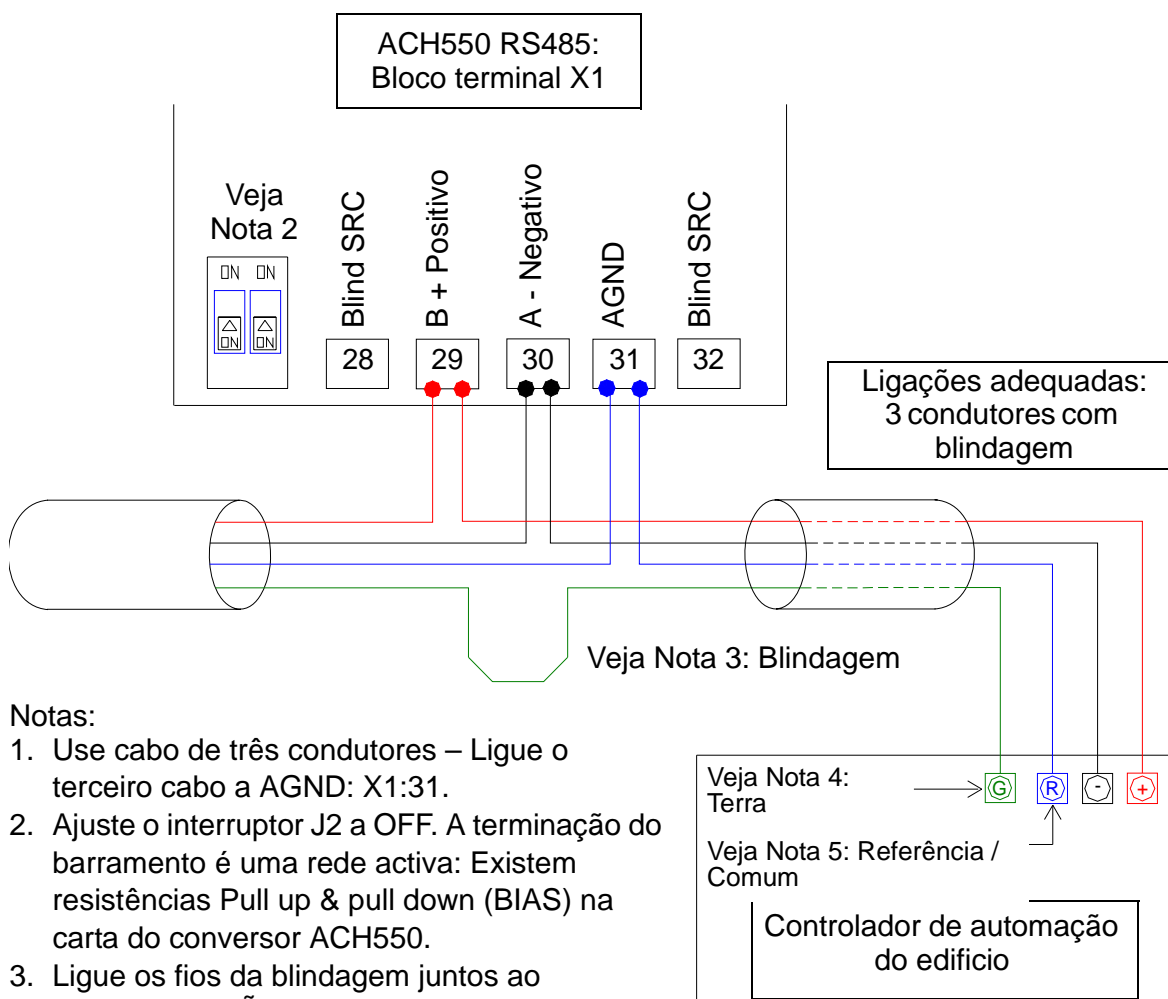 ACH550 RS485:
Bloco terminal X1
Veja
Nota 2
ON ON
ON ON
Blind SRC
B + Positivo
A - Negativo
AGND
Blind SRC
28
29
30
31
32
Ligações adequadas:
3 condutores com
blindagem
Veja Nota 3: Blindagem
Notas:
1. Use cabo de três condutores – Ligue o
terceiro cabo a AGND: X1:31.
2. Ajuste o interruptor J2 a OFF. A terminação do
barramento é uma rede activa: Existem
resistências Pull up & pull down (BIAS) na
carta do conversor ACH550.
3. Ligue os fios da blindagem juntos ao
Veja Nota 4:
Terra
G
R
-
+
Veja Nota 5: Referência /
Comum
Controlador de automação
do edificio